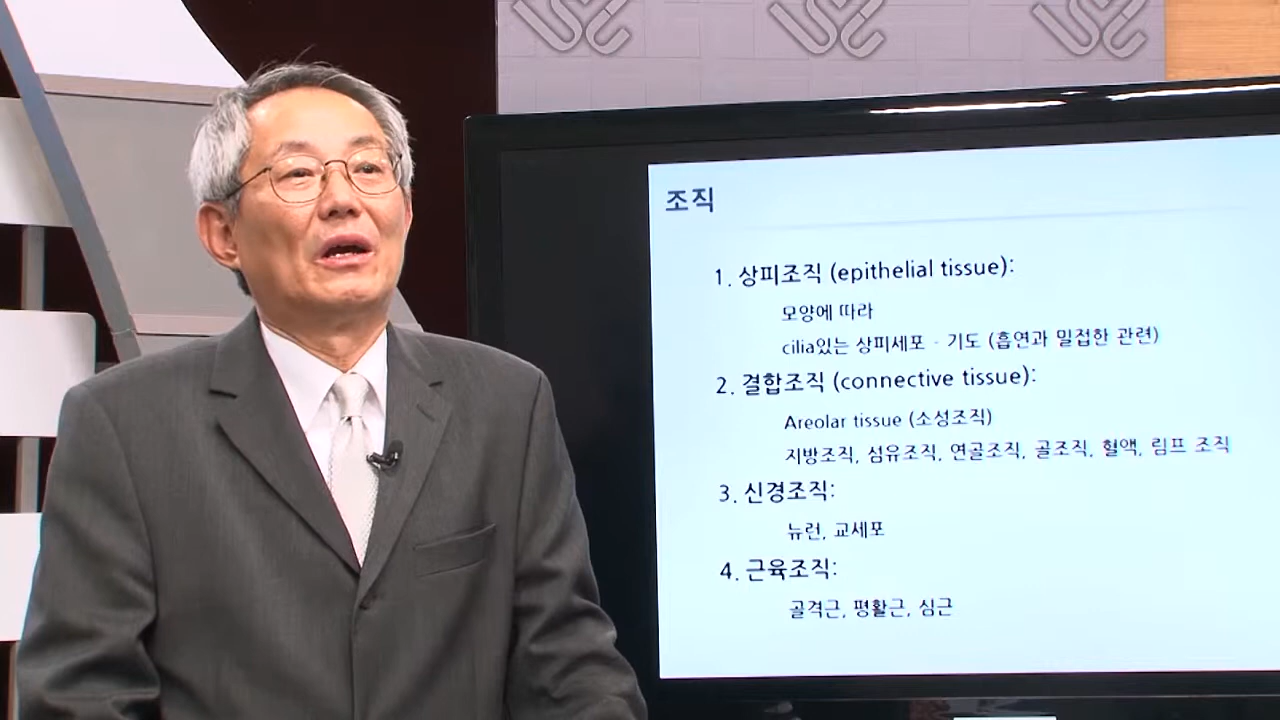 조직
1. 상피조직 (epithelial tissue):
모양에 따라
cilia있는 상피세포 - 기도 (흡연과 밀접한 관련)
2. 결합조직 (connective tissue):
Areolar tissue (소성조직)
지방조직, 섬유조직, 연골조직, 골조직, 혈액, 림프 조직
3. 신경조직:
뉴런, 교세포
4. 근육조직:
골격근, 평활근, 심근